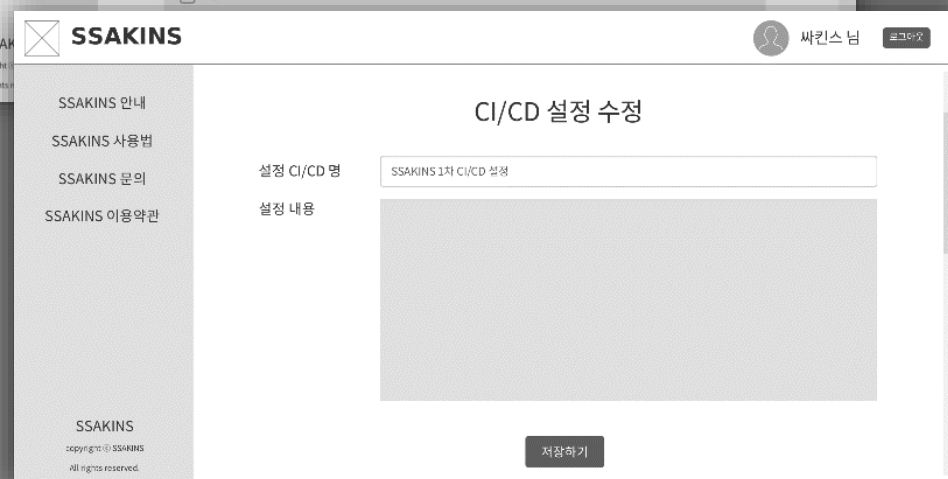 SSAKINS
싸킨스 님
로그아웃
SSAKINS 안내
SSAKINS 사용법
SSAKINS 문의
SSAKINS 이용약관
CI/CD 설정 수정
설정 CI/CD 명
SSAKINS 1차 CI/CD 설정
설정 내용
저장하기
SSAKINS
copyright ⓒ SSAKINS
All rights reserved.